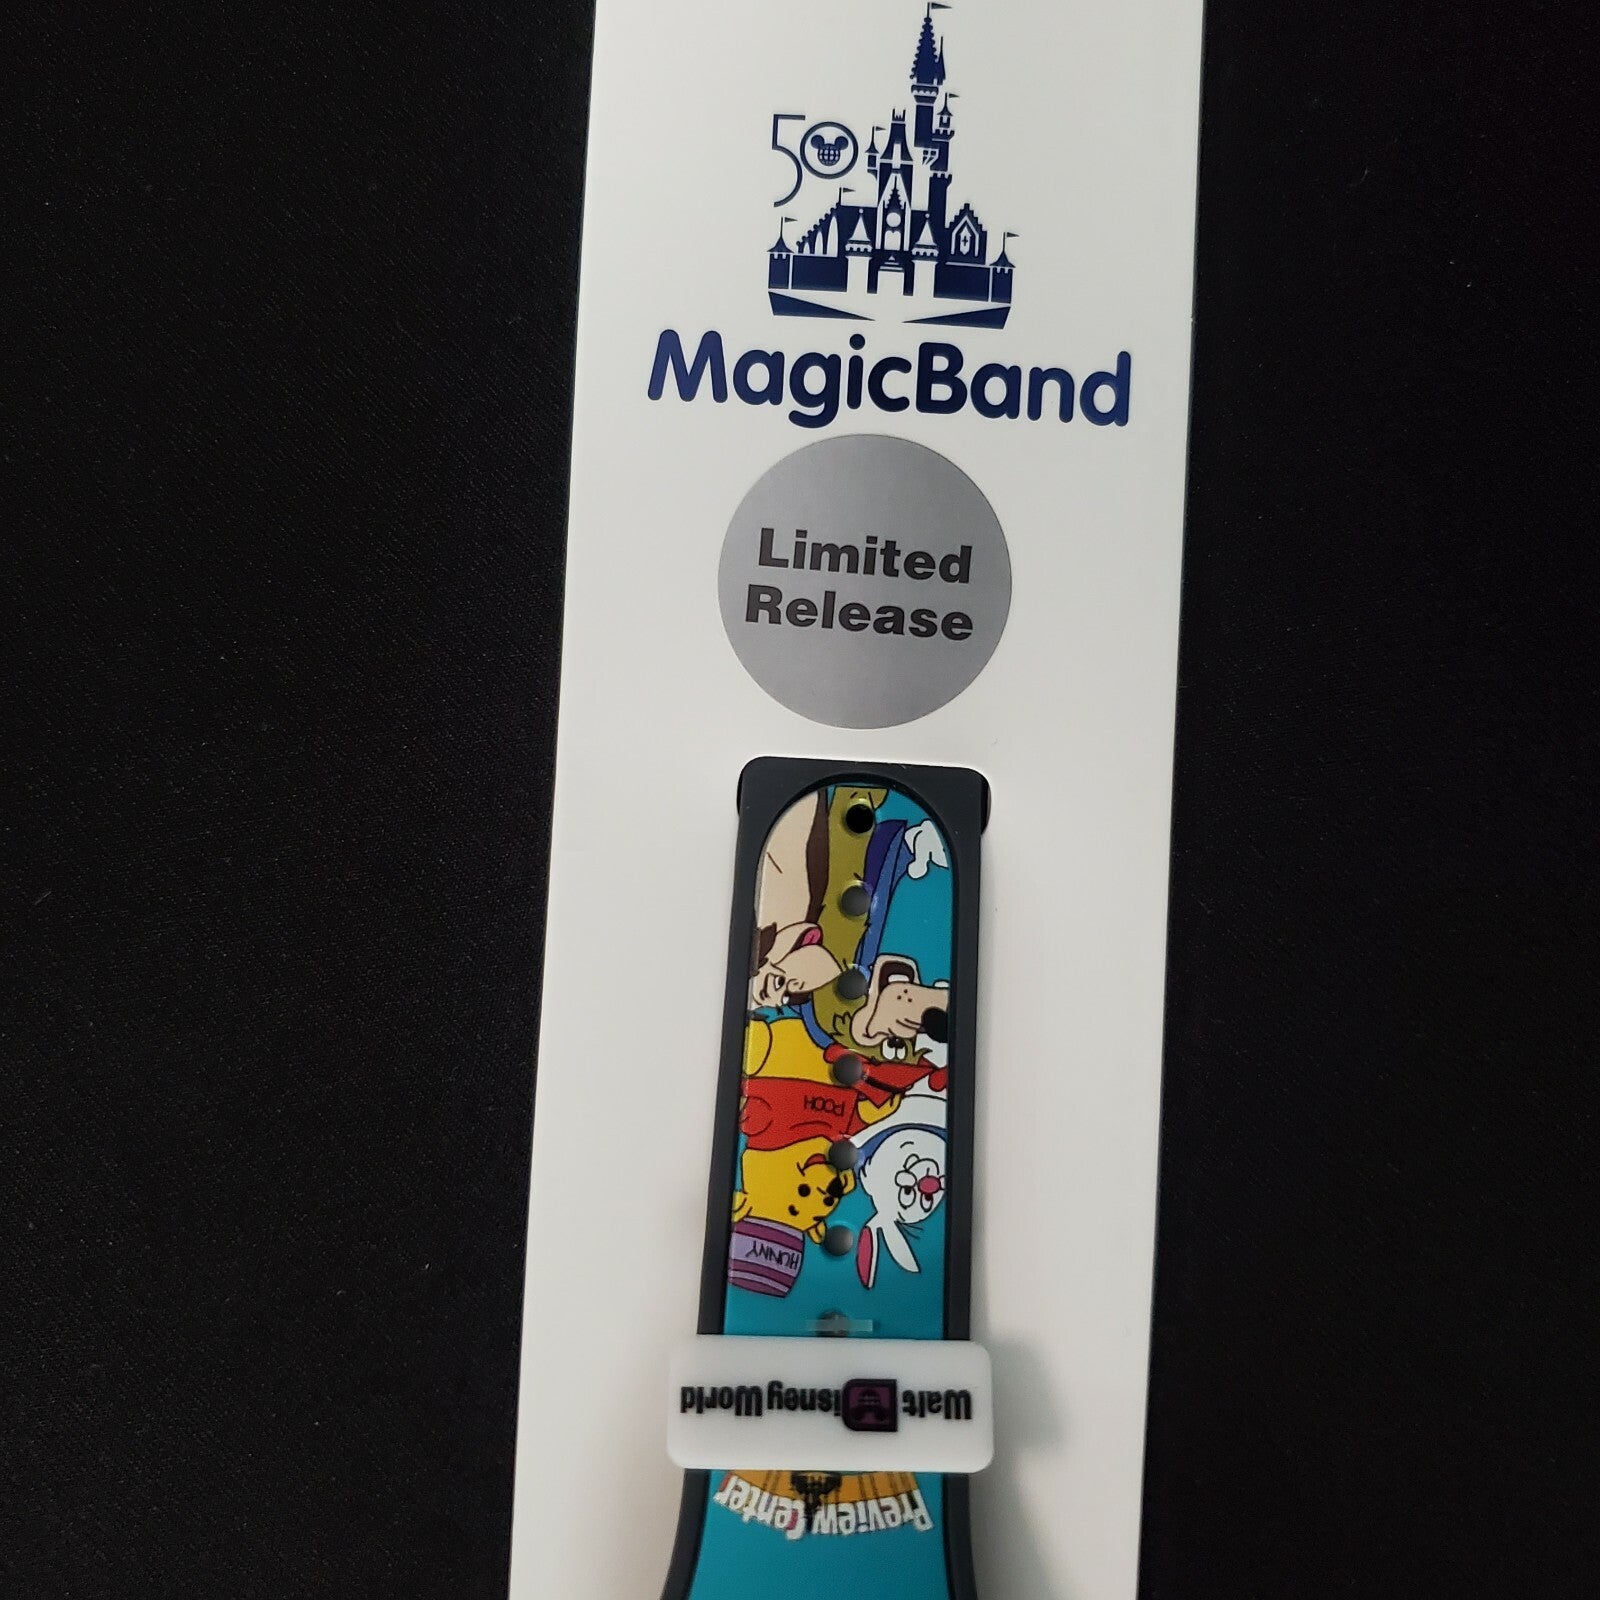 50
MagicBand
Limited
Release
POOH
HUNNY
Walt Disney World
Preview Center